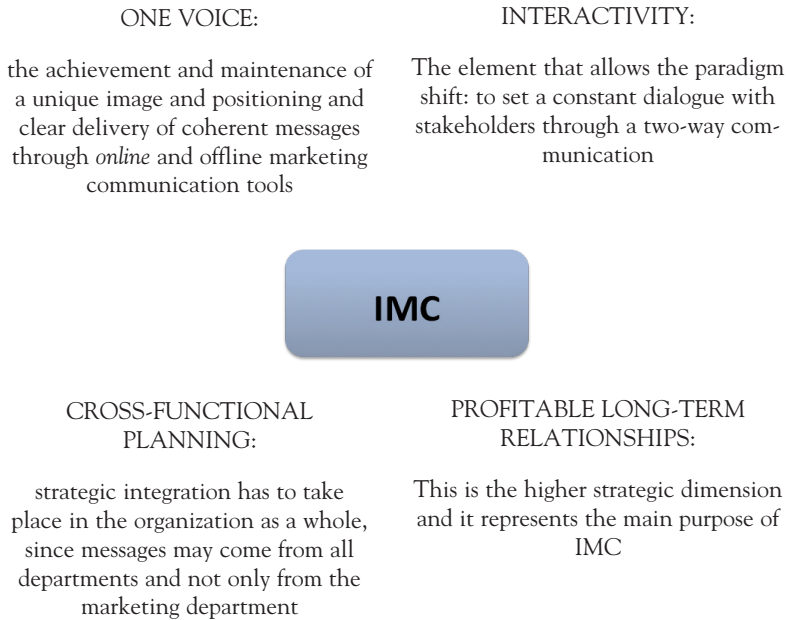 ONE VOICE:
the achievement and maintenance of
a unique image and positioning and
clear delivery of coherent messages
through online and offline marketing
communication tools
INTERACTIVITY:
The element that allows the paradigm
shift: to set a constant dialogue with
stakeholders through a two-way com-
munication
IMC
CROSS-FUNCTIONAL
PLANNING:
strategic integration has to take
place in the organization as a whole,
since messages may come from all
departments and not only from the
marketing department
PROFITABLE LONG-TERM
RELATIONSHIPS:
This is the higher strategic dimension
and it represents the main purpose of
IMC